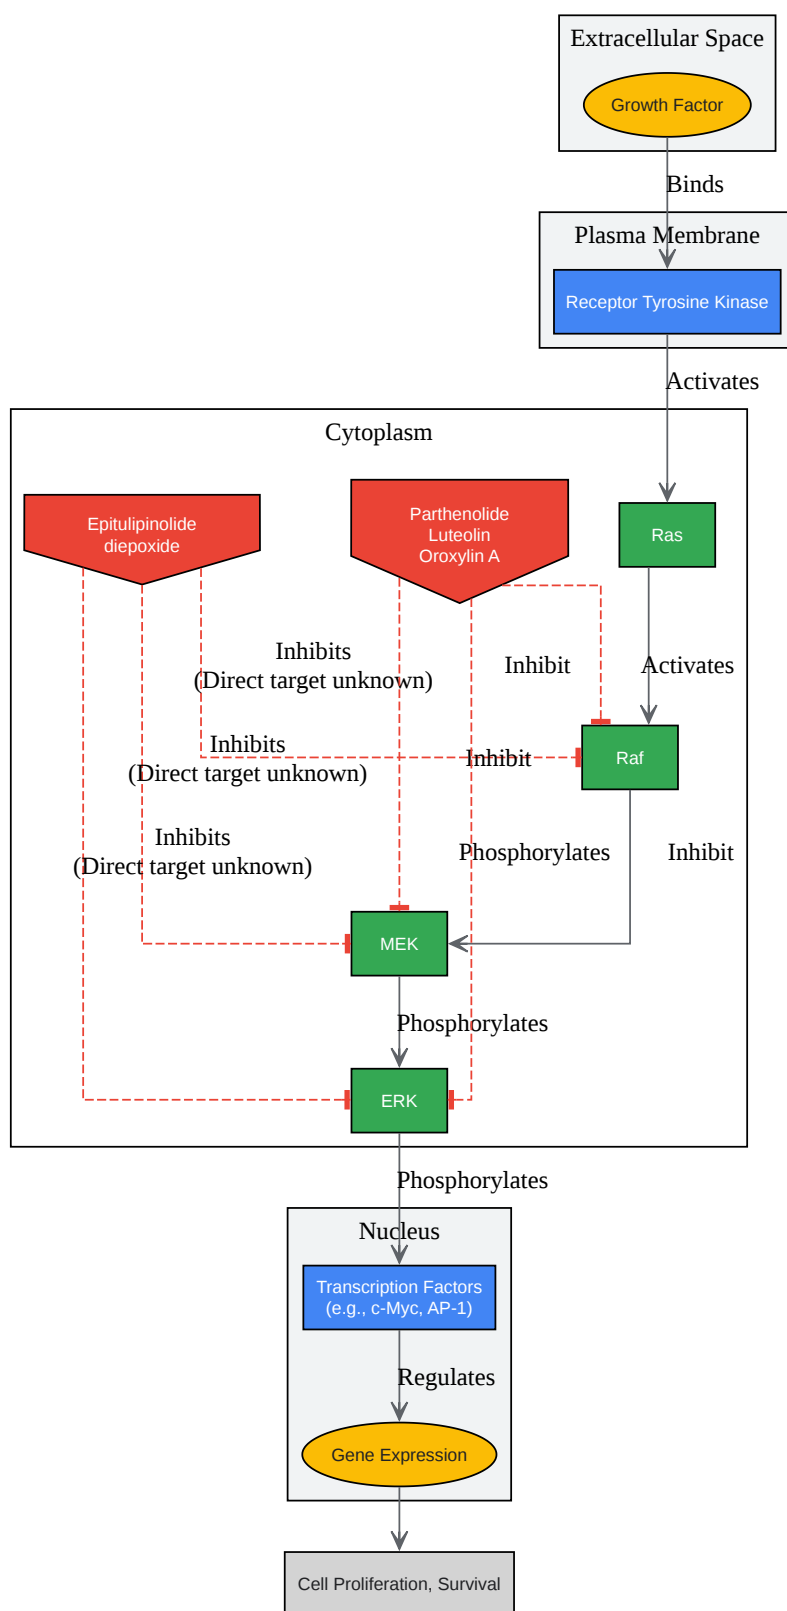 Extracellular Space
Growth Factor
Binds
Plasma Membrane
Receptor Tyrosine Kinase
Activates
Cytoplasm
Epitulipinolide
diepoxide
Parthenolide
Luteolin
Oroxylin A
Ras
Inhibits
(Direct target unknown)
Inhibit
Activates
Inhibits
(Direct target unknown)
Inhibit
Raf
Inhibits
(Direct target unknown)
Phosphorylates
Inhibit
MEK
Phosphorylates
ERK
Phosphorylates
Nucleus
Transcription Factors
(e.g., c-Myc, AP-1)
Regulates
Gene Expression
Cell Proliferation, Survival